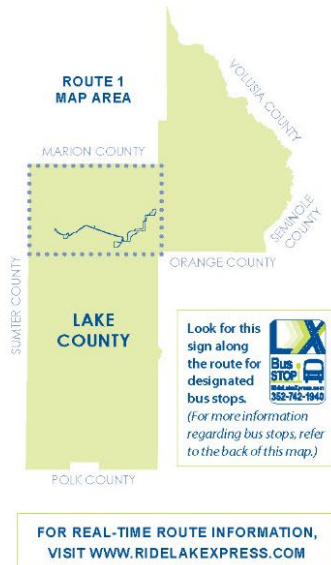 ROUTE 1
MAP AREA
VOLUSIA COUNTY
MARION COUNTY
SEMINOLE
COUNTY
ORANGE COUNTY
SUMTER COUNTY
LAKE
COUNTY
Look for this
sign along
the route for
designated
bus stops.
(For more information
regarding bus stops, refer
to the back of this map.)
LX
BUS
STOP
RideLakeXpress.com
352-742-1940
POLK COUNTY
FOR REAL-TIME ROUTE INFORMATION,
VISIT WWW.RIDELAKEXPRESS.COM